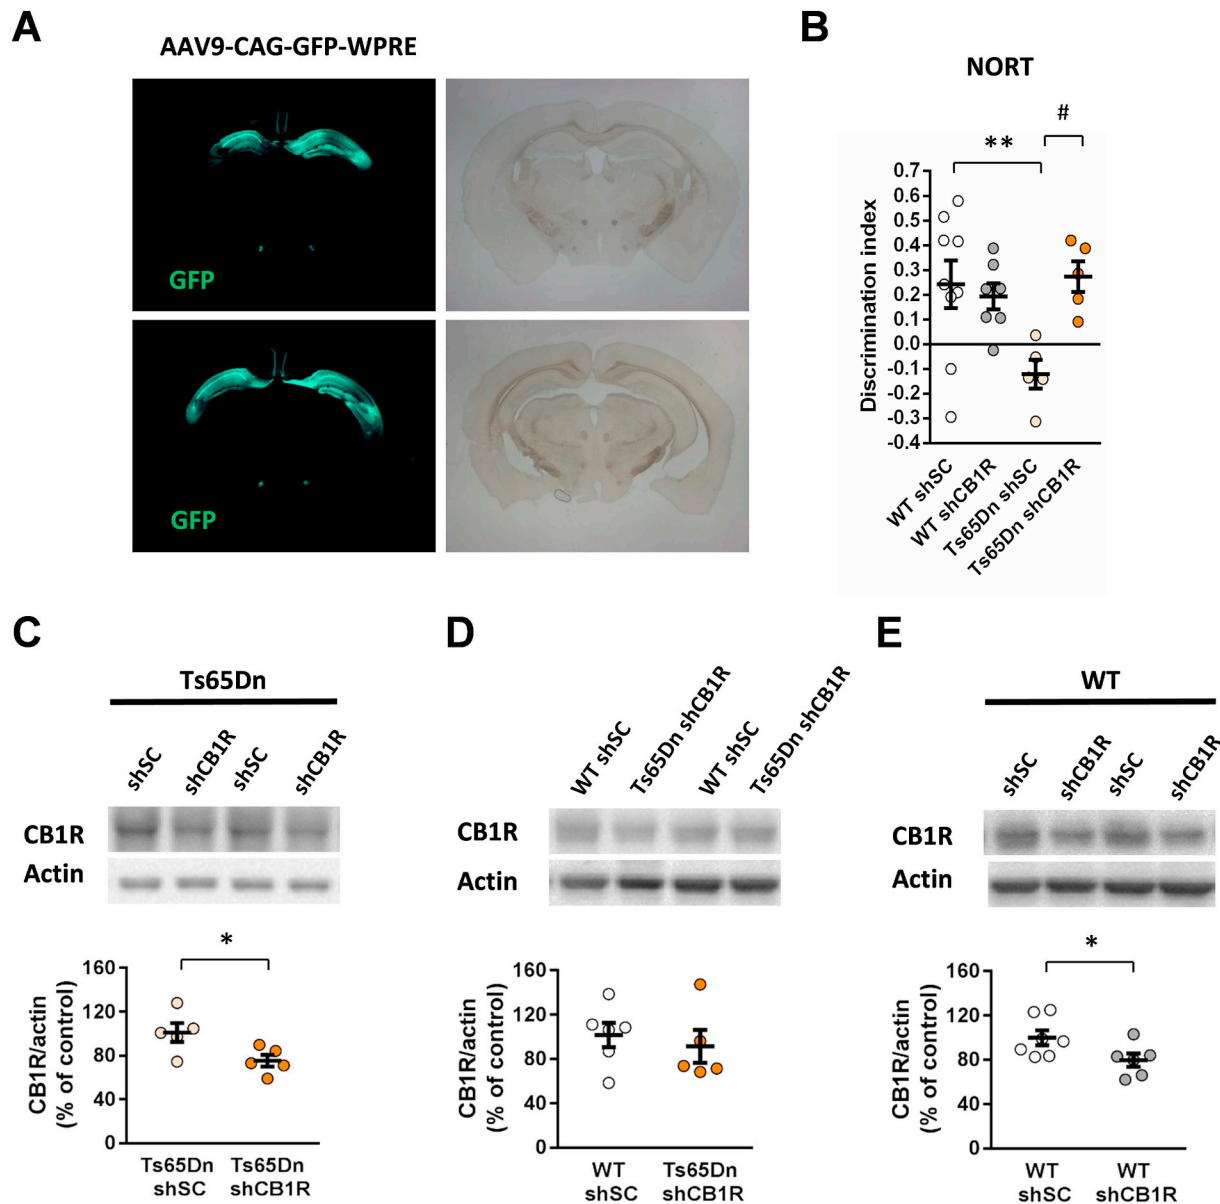 A
AAV9-CAG-GFP-WPRE
GFP
GFP
B
NORT
#
**
Discrimination index
0.7
0.6
0.5
0.4
0.3
0.2
0.1
0.0
-0.1
-0.2
-0.3
-0.4
WT shSC
WT shCB1R
Ts65Dn shSC
Ts65Dn shCB1R
C
Ts65Dn
shSC
shCB1R
shSC
shCB1R
CB1R
Actin
*
CB1R/actin
(% of control)
160
120
80
40
0
Ts65Dn
shSC
Ts65Dn
shCB1R
D
WT shSC
Ts65Dn shCB1R
WT shSC
Ts65Dn shCB1R
CB1R
Actin
CB1R/actin
(% of control)
160
120
80
40
0
WT
shSC
Ts65Dn
shCB1R
E
WT
shSC
shCB1R
shSC
shCB1R
CB1R
Actin
*
CB1R/actin
(% of control)
160
120
80
40
0
WT
shSC
WT
shCB1R